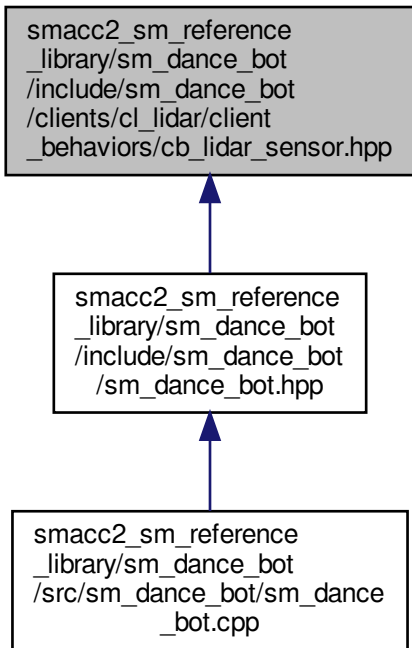 smacc2_sm_reference
_library/sm_dance_bot
/include/sm_dance_bot
/clients/cl_lidar/client
_behaviors/cb_lidar_sensor.hpp
smacc2_sm_reference
_library/sm_dance_bot
/include/sm_dance_bot
/sm_dance_bot.hpp
smacc2_sm_reference
_library/sm_dance_bot
/src/sm_dance_bot/sm_dance
_bot.cpp